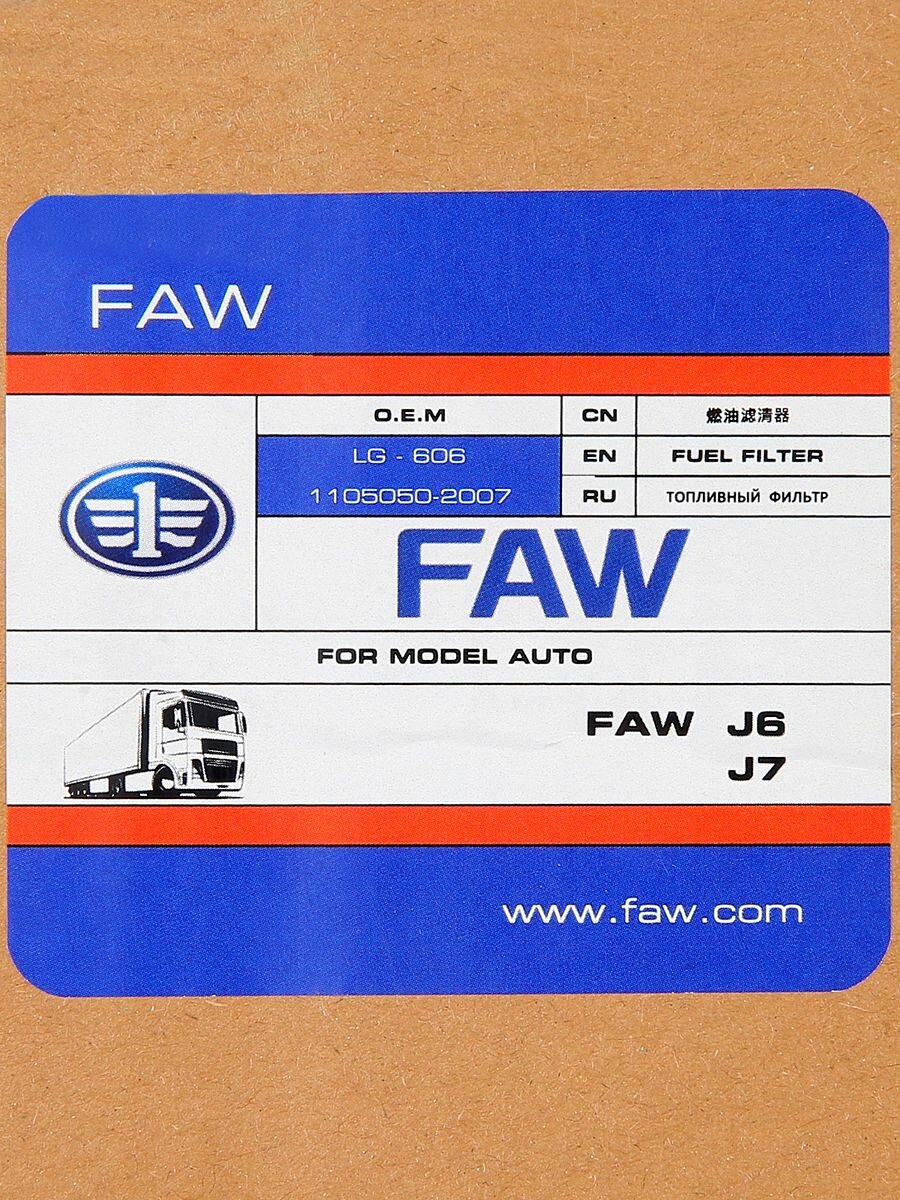 FAW
O.E.M
CN
燃油滤清器
LG - 606
EN
FUEL FILTER
1105050-2007
RU
ТОПЛИВНЫЙ ФИЛЬТР
1
FAW
FOR MODEL AUTO
FAW J6
J7
www.faw.com